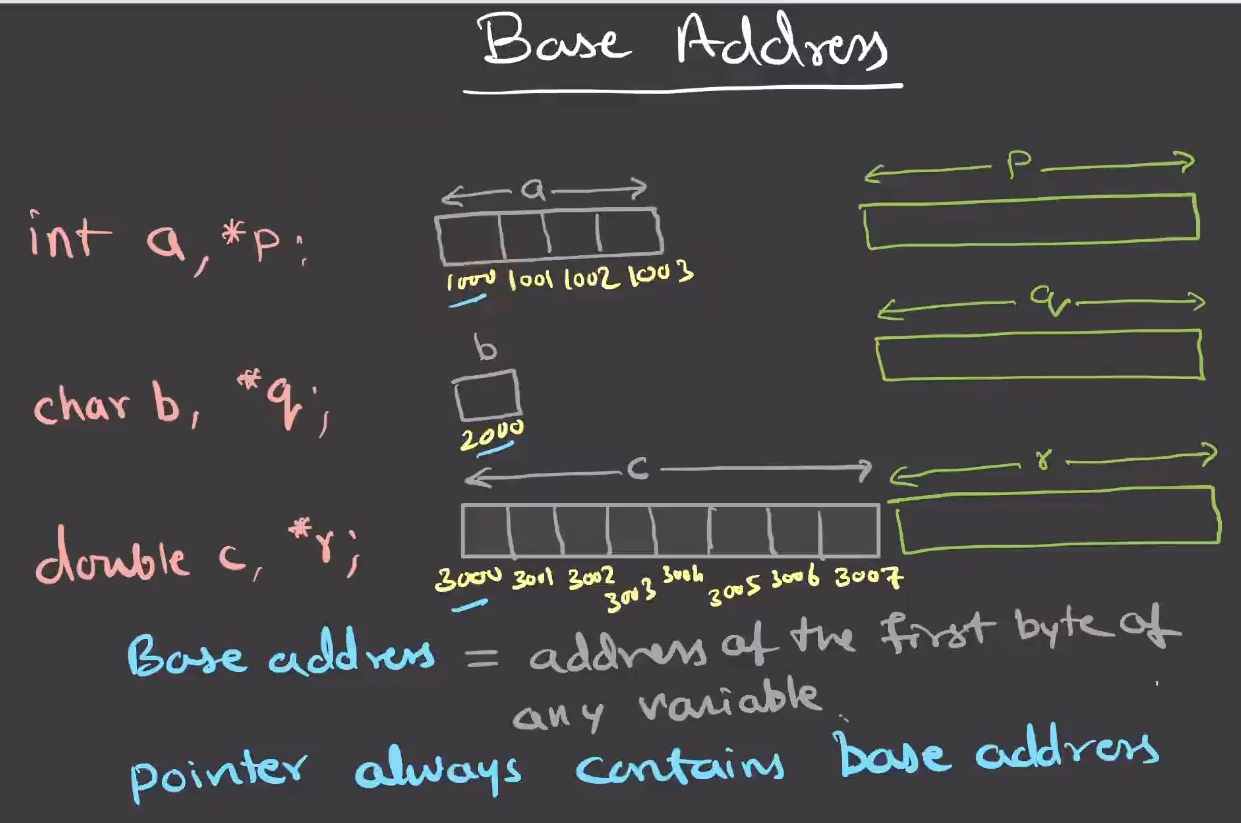 Base Address
a
P
int a, *p;
1000 1001 1002 1003
q
b
char b, *q;
2000
c
r
double c, *r;
3000 3001 3002 3003 3004 3005 3006 3007
Base address = address of the first byte of
any variable.
pointer always contains base address